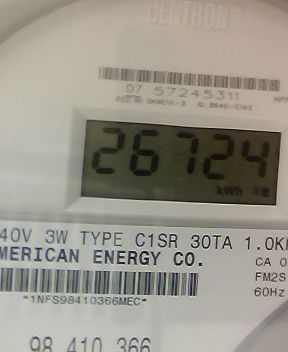 CENTRON
07 57245311
26724
kWh
40V 3W TYPE C1SR 30TA 1.0K
MERICAN ENERGY CO.
CA 0
FM2S
*1NFS98410366MEC*
60Hz
98 410 366